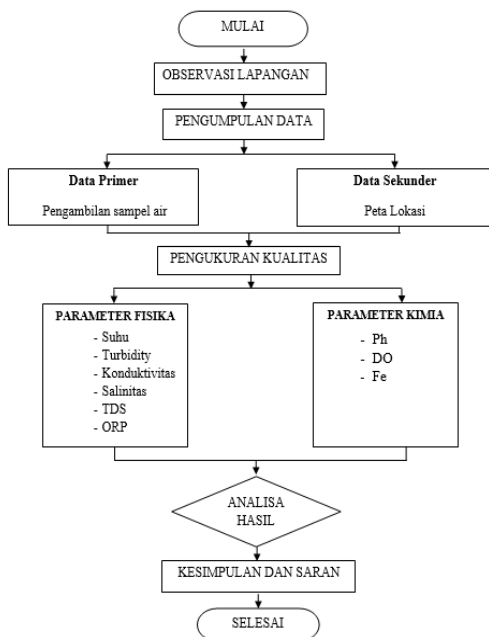 MULAI
OBSERVASI LAPANGAN
PENGUMPULAN DATA
Data Primer
Pengambilan sampel air
Data Sekunder
Peta Lokasi
PENGUKURAN KUALITAS
PARAMETER FISIKA
- Suhu
- Turbidity
- Konduktivitas
- Salinitas
- TDS
- ORP
PARAMETER KIMIA
- Ph
- DO
- Fe
ANALISA
HASIL
KESIMPULAN DAN SARAN
SELESAI